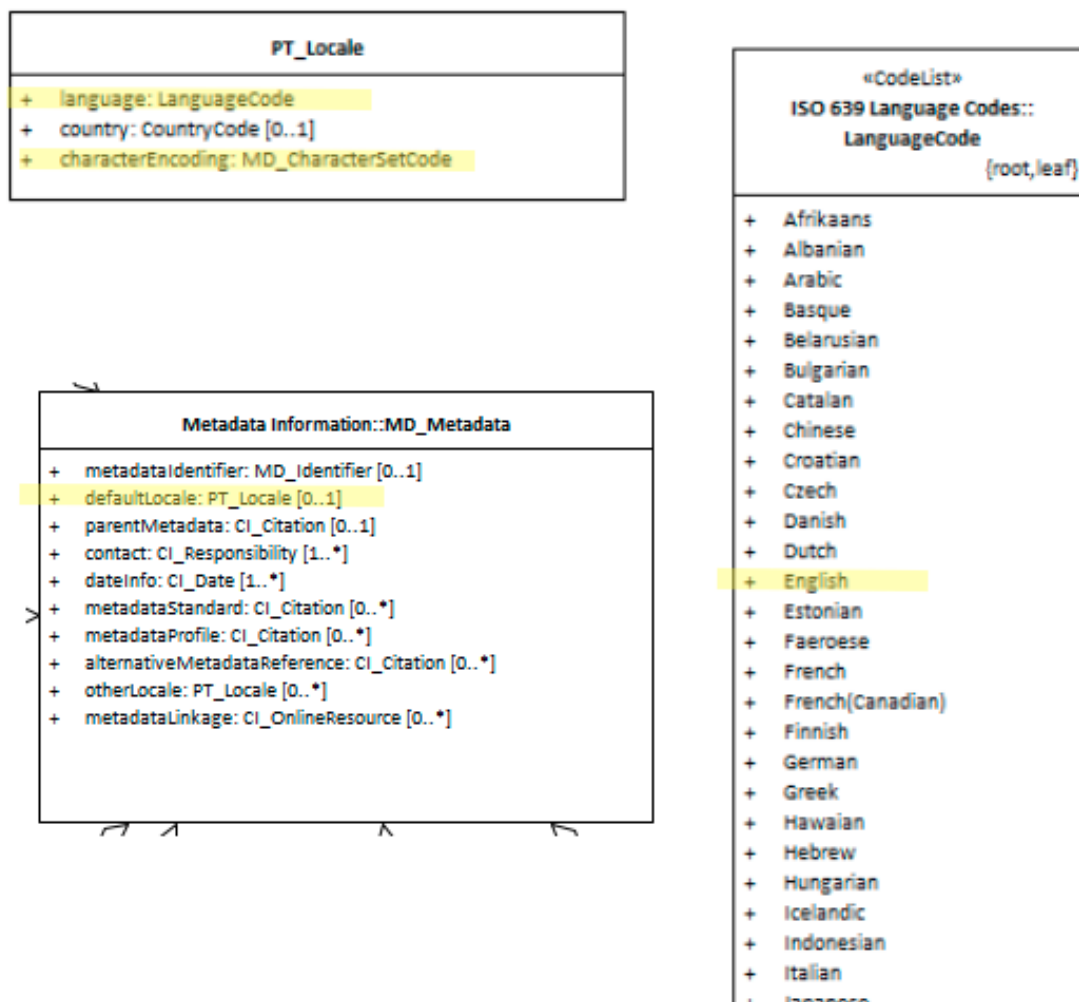 PT_Locale
+ language: LanguageCode
+ country: CountryCode [0..1]
+ characterEncoding: MD_CharacterSetCode
Metadata Information::MD_Metadata
+ metadataIdentifier: MD_Identifier [0..1]
+ defaultLocale: PT_Locale [0..1]
+ parentMetadata: CI_Citation [0..1]
+ contact: CI_Responsibility [1..*]
+ dateInfo: CI_Date [1..*]
+ metadataStandard: CI_Citation [0..*]
+ metadataProfile: CI_Citation [0..*]
+ alternativeMetadataReference: CI_Citation [0..*]
+ otherLocale: PT_Locale [0..*]
+ metadataLinkage: CI_OnlineResource [0..*]
«CodeList»
ISO 639 Language Codes::
LanguageCode
{root,leaf}
+ Afrikaans
+ Albanian
+ Arabic
+ Basque
+ Belarusian
+ Bulgarian
+ Catalan
+ Chinese
+ Croatian
+ Czech
+ Danish
+ Dutch
+ English
+ Estonian
+ Faeroese
+ French
+ French(Canadian)
+ Finnish
+ German
+ Greek
+ Hawaian
+ Hebrew
+ Hungarian
+ Icelandic
+ Indonesian
+ Italian
+ Japanese